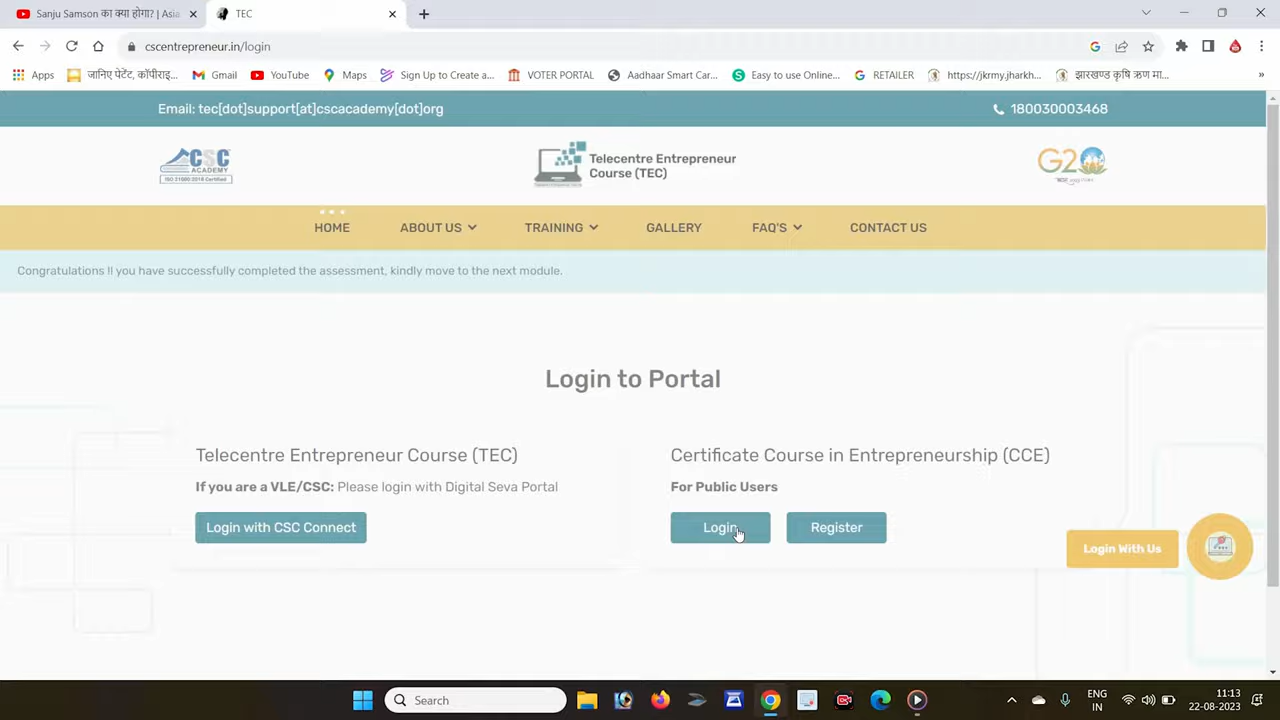 Sanju Samson का क्या होगा? | Asia
TEC
cscentrepreneur.in/login
Apps
जानिए पेटेंट, कॉपीराइ...
Gmail
YouTube
Maps
Sign Up to Create a...
VOTER PORTAL
Aadhaar Smart Car...
Easy to use Online...
RETAILER
https://jkrmy.jharkh...
झारखण्ड कृषि ऋण मा...
Email: tec[dot]support[at]cscacademy[dot]org
180030003468
CSC
ACADEMY
ISO 21001:2018 Certified
Telecentre Entrepreneur
Course (TEC)
G20
HOME
ABOUT US
TRAINING
GALLERY
FAQ'S
CONTACT US
Congratulations !! you have successfully completed the assessment, kindly move to the next module.
Login to Portal
Telecentre Entrepreneur Course (TEC)
If you are a VLE/CSC: Please login with Digital Seva Portal
Login with CSC Connect
Certificate Course in Entrepreneurship (CCE)
For Public Users
Login
Register
Login With Us
Search
ENG
IN
11:13
22-08-2023